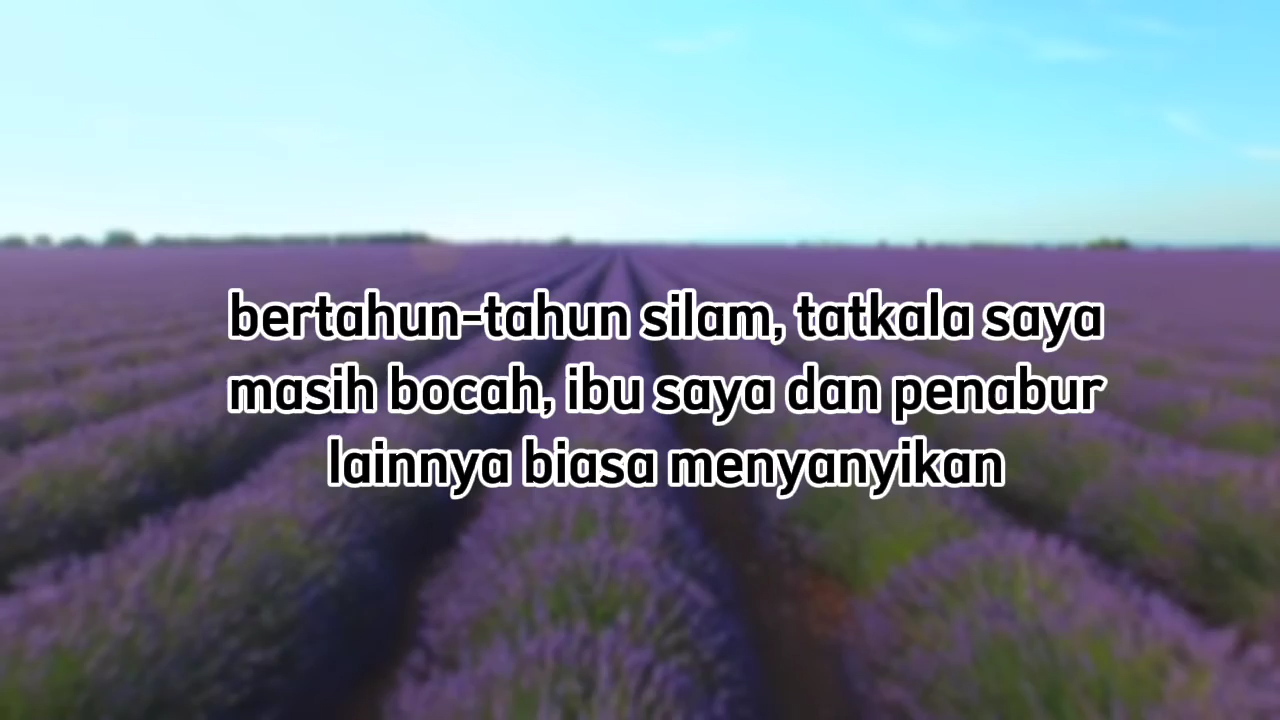 bertahun-tahun silam, tatkala saya
masih bocah, ibu saya dan penabur
lainnya biasa menyanyikan